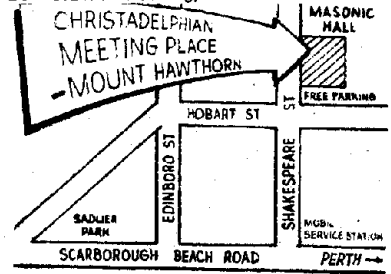 CHRISTADELPHIAN
MEETING PLACE
-MOUNT HAWTHORN
MASONIC
HALL
FREE PARKING
HOBART ST
ST
EDINBORO ST
SHAKESPEARE
SADLIER
PARK
MOBIL
SERVICE STATION
SCARBOROUGH BEACH ROAD
PERTH →